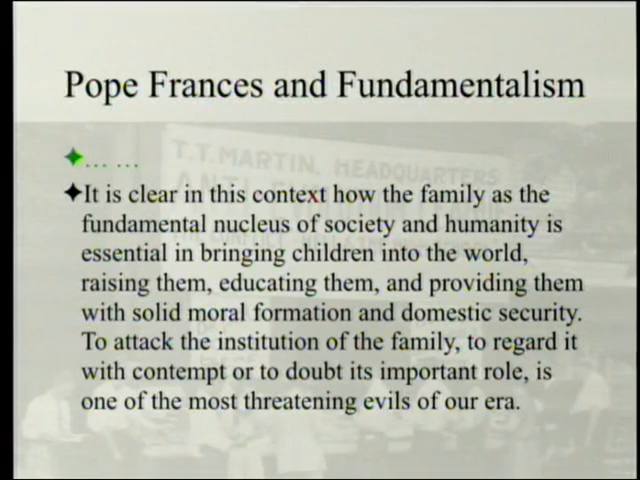 Pope Frances and Fundamentalism
... ...
It is clear in this context how the family as the
fundamental nucleus of society and humanity is
essential in bringing children into the world,
raising them, educating them, and providing them
with solid moral formation and domestic security.
To attack the institution of the family, to regard it
with contempt or to doubt its important role, is
one of the most threatening evils of our era.
T.T. MARTIN. HEADQUARTERS